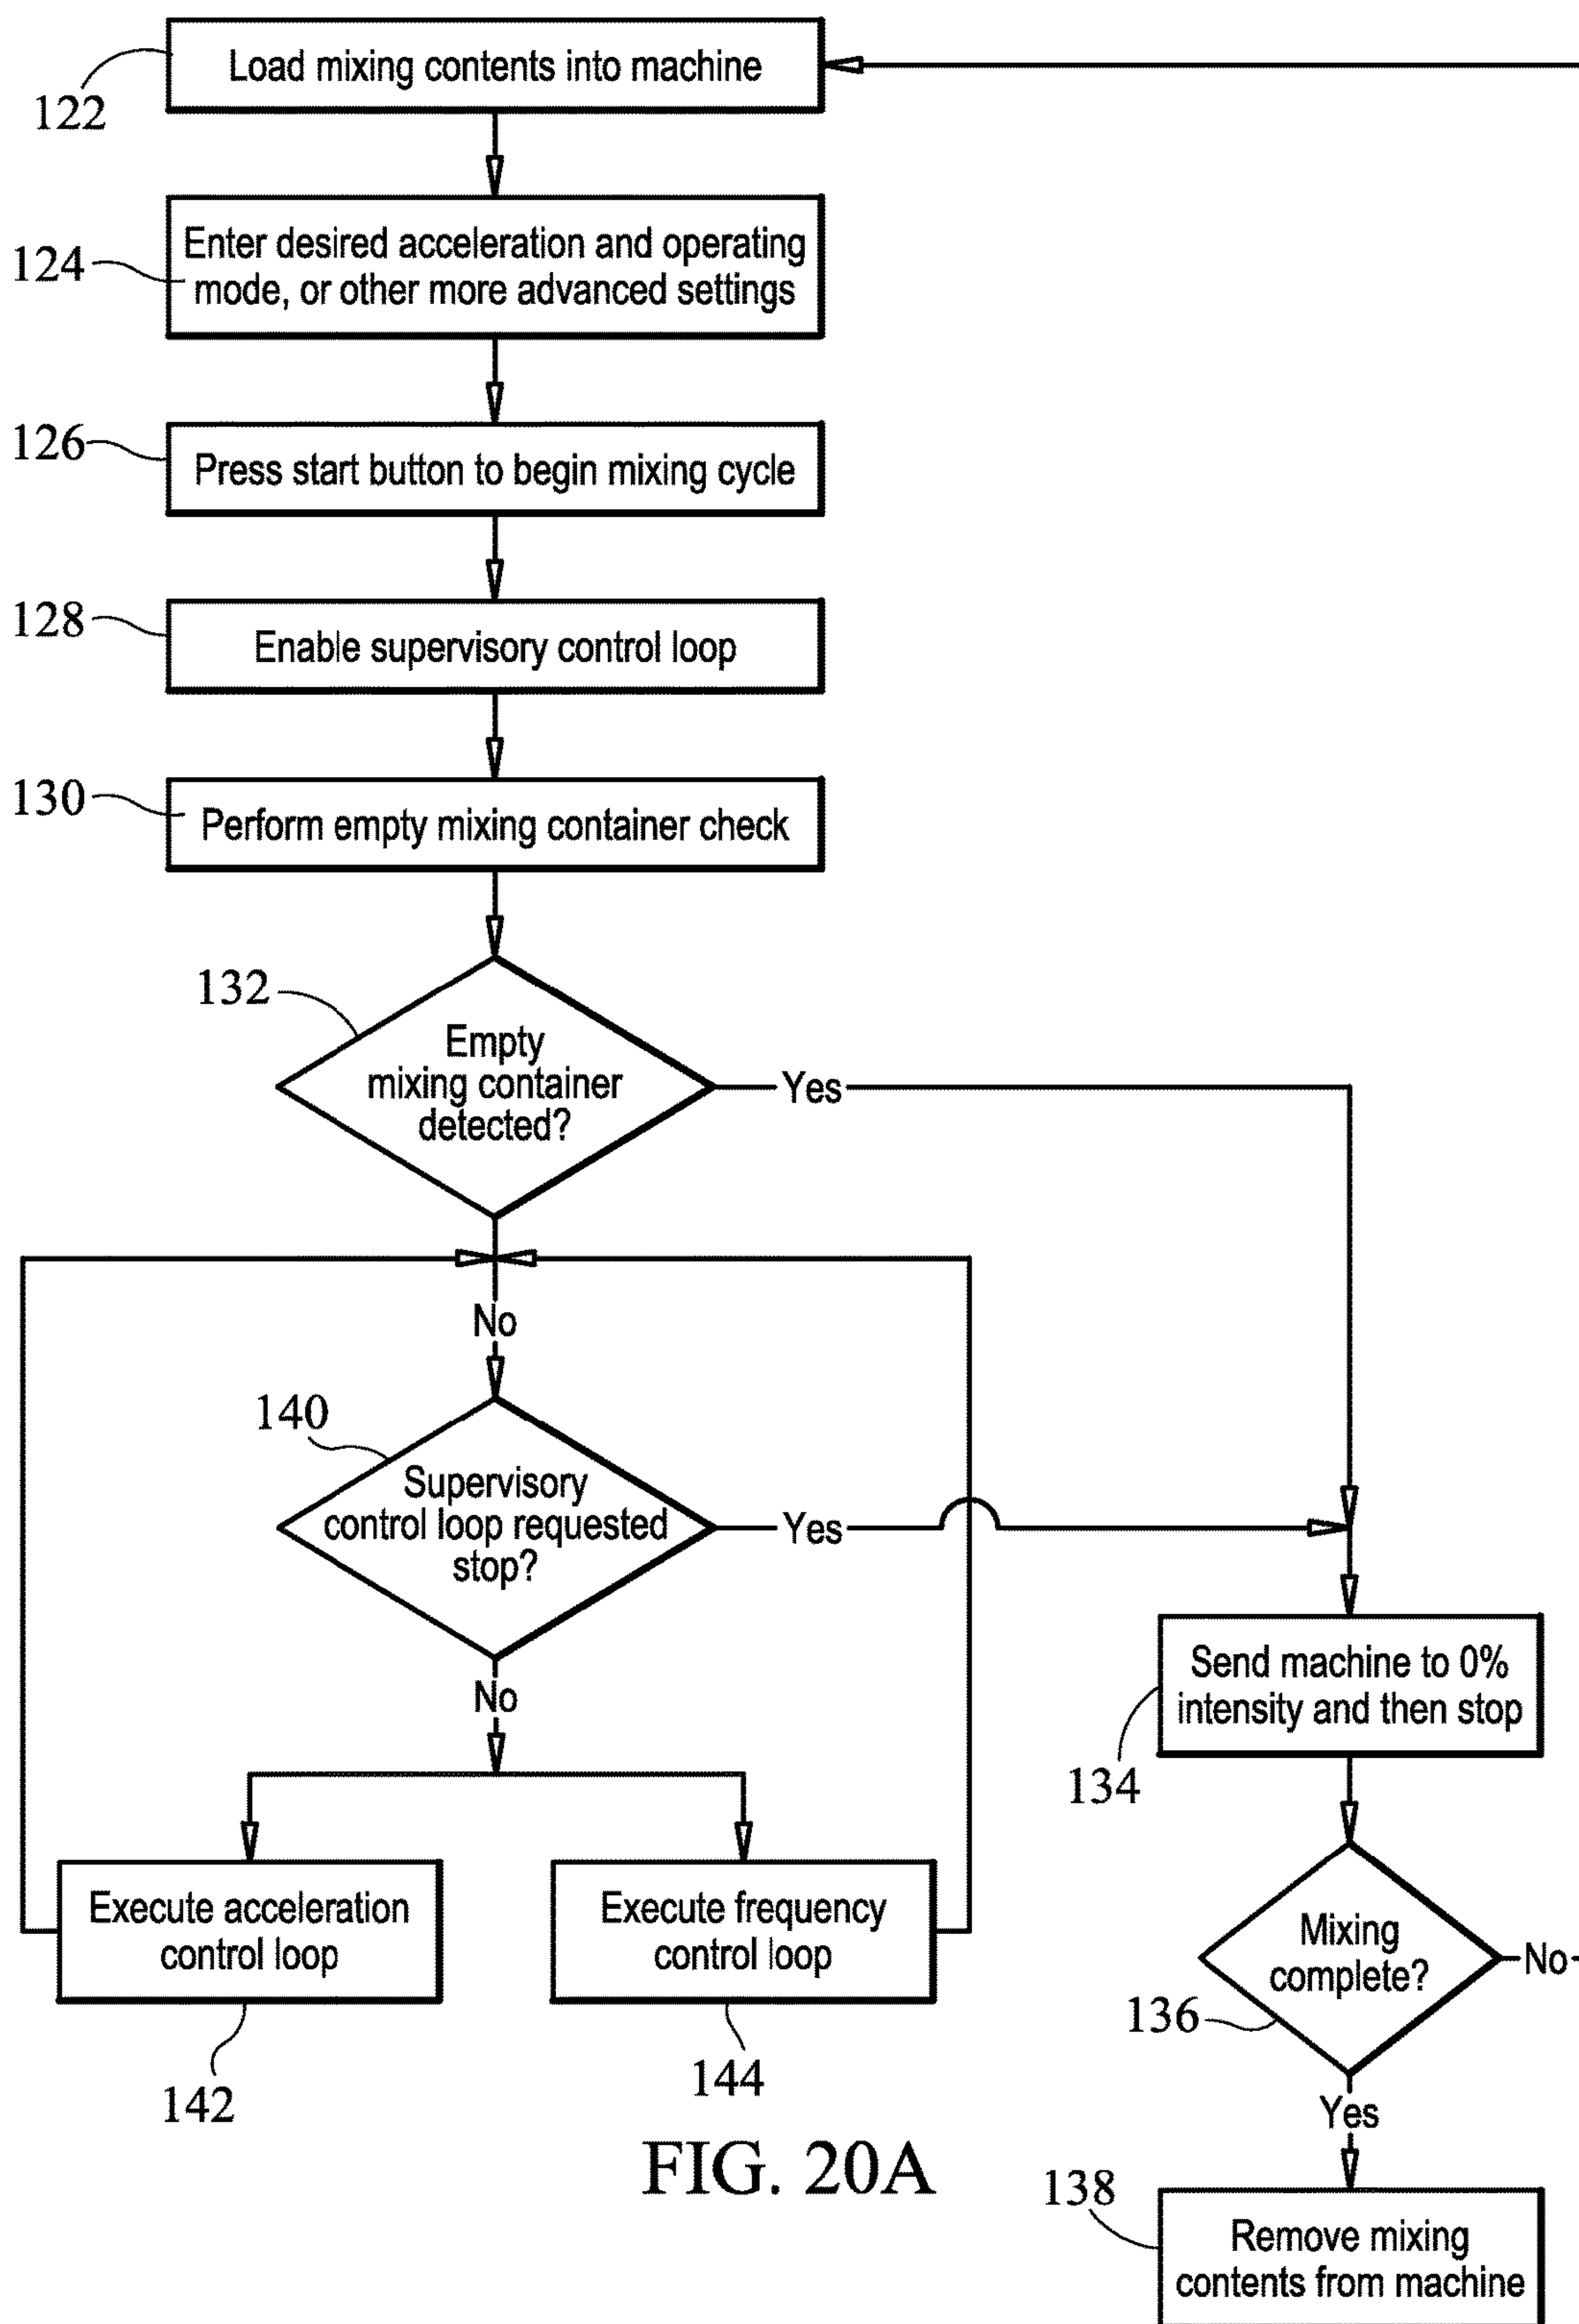 Load mixing contents into machine
122
Enter desired acceleration and operating
mode, or other more advanced settings
124
126
Press start button to begin mixing cycle
128
Enable supervisory control loop
130
Perform empty mixing container check
132
Empty
mixing container
detected?
Yes
No
140
Supervisory
control loop requested
stop?
Yes
No
Send machine to 0%
intensity and then stop
134
Execute acceleration
control loop
142
Execute frequency
control loop
144
Mixing
complete?
No
136
Yes
FIG. 20A
138
Remove mixing
contents from machine